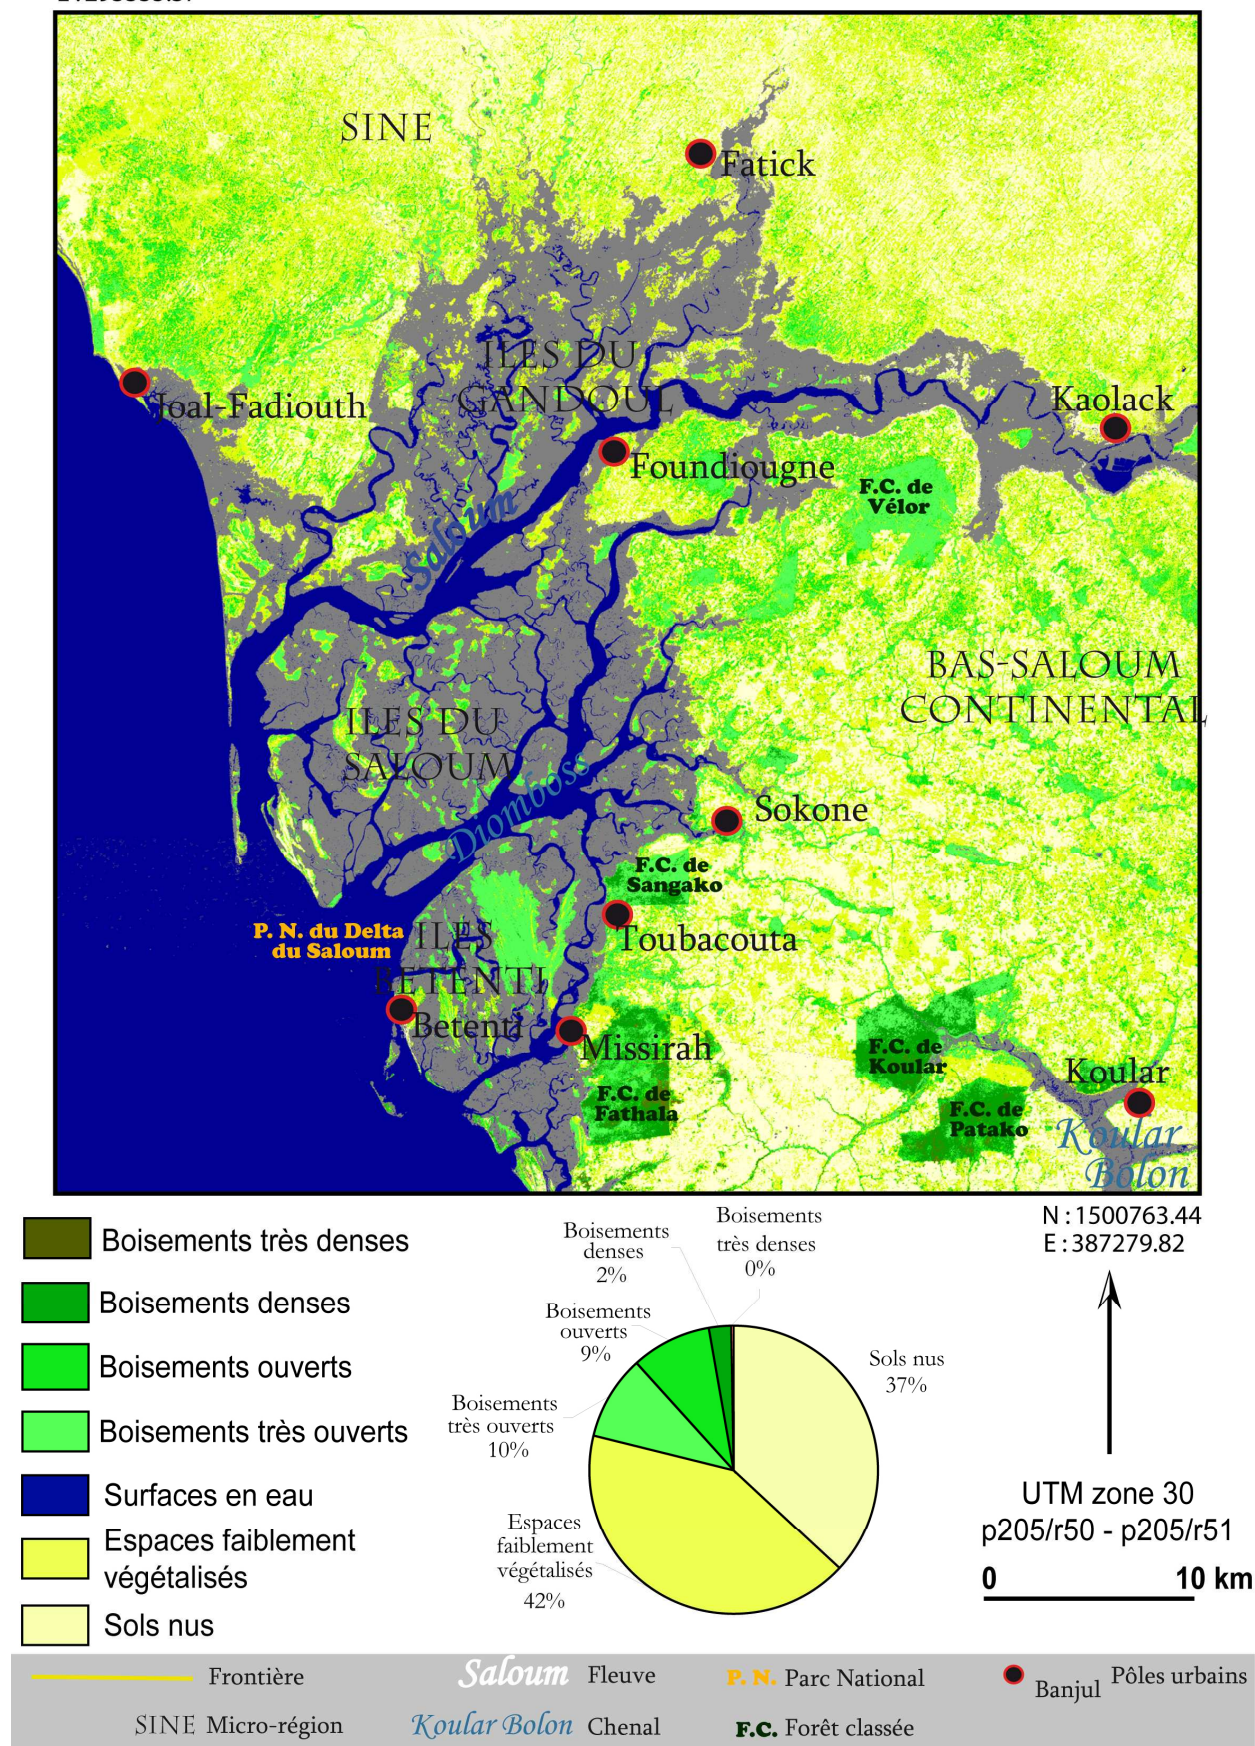 SINE
Fatick
ILES DU
GANDOUL
Joal-Fadiouth
Kaolack
Foundiougne
F.C. de
Vélor
Saloum
BAS-SALOUM
CONTINENTAL
ILES DU
SALOUM
Diomboss
Sokone
F.C. de
Sangako
P. N. du Delta
du Saloum
ILES
BETENTI
Toubacouta
Betenti
Missirah
F.C. de
Koular
Koular
F.C. de
Fathala
F.C. de
Patako
Koular
Bolon
N : 1500763.44
E : 387279.82
Boisements très denses
Boisements denses
Boisements ouverts
Boisements très ouverts
Surfaces en eau
Espaces faiblement
végétalisés
Sols nus
Boisements
très denses
0%
Boisements
denses
2%
Boisements
ouverts
9%
Boisements
très ouverts
10%
Sols nus
37%
Espaces
faiblement
végétalisés
42%
UTM zone 30
p205/r50 - p205/r51
0 10 km
Frontière
Saloum Fleuve
P. N. Parc National
Banjul Pôles urbains
SINE Micro-région
Koular Bolon Chenal
F.C. Forêt classée